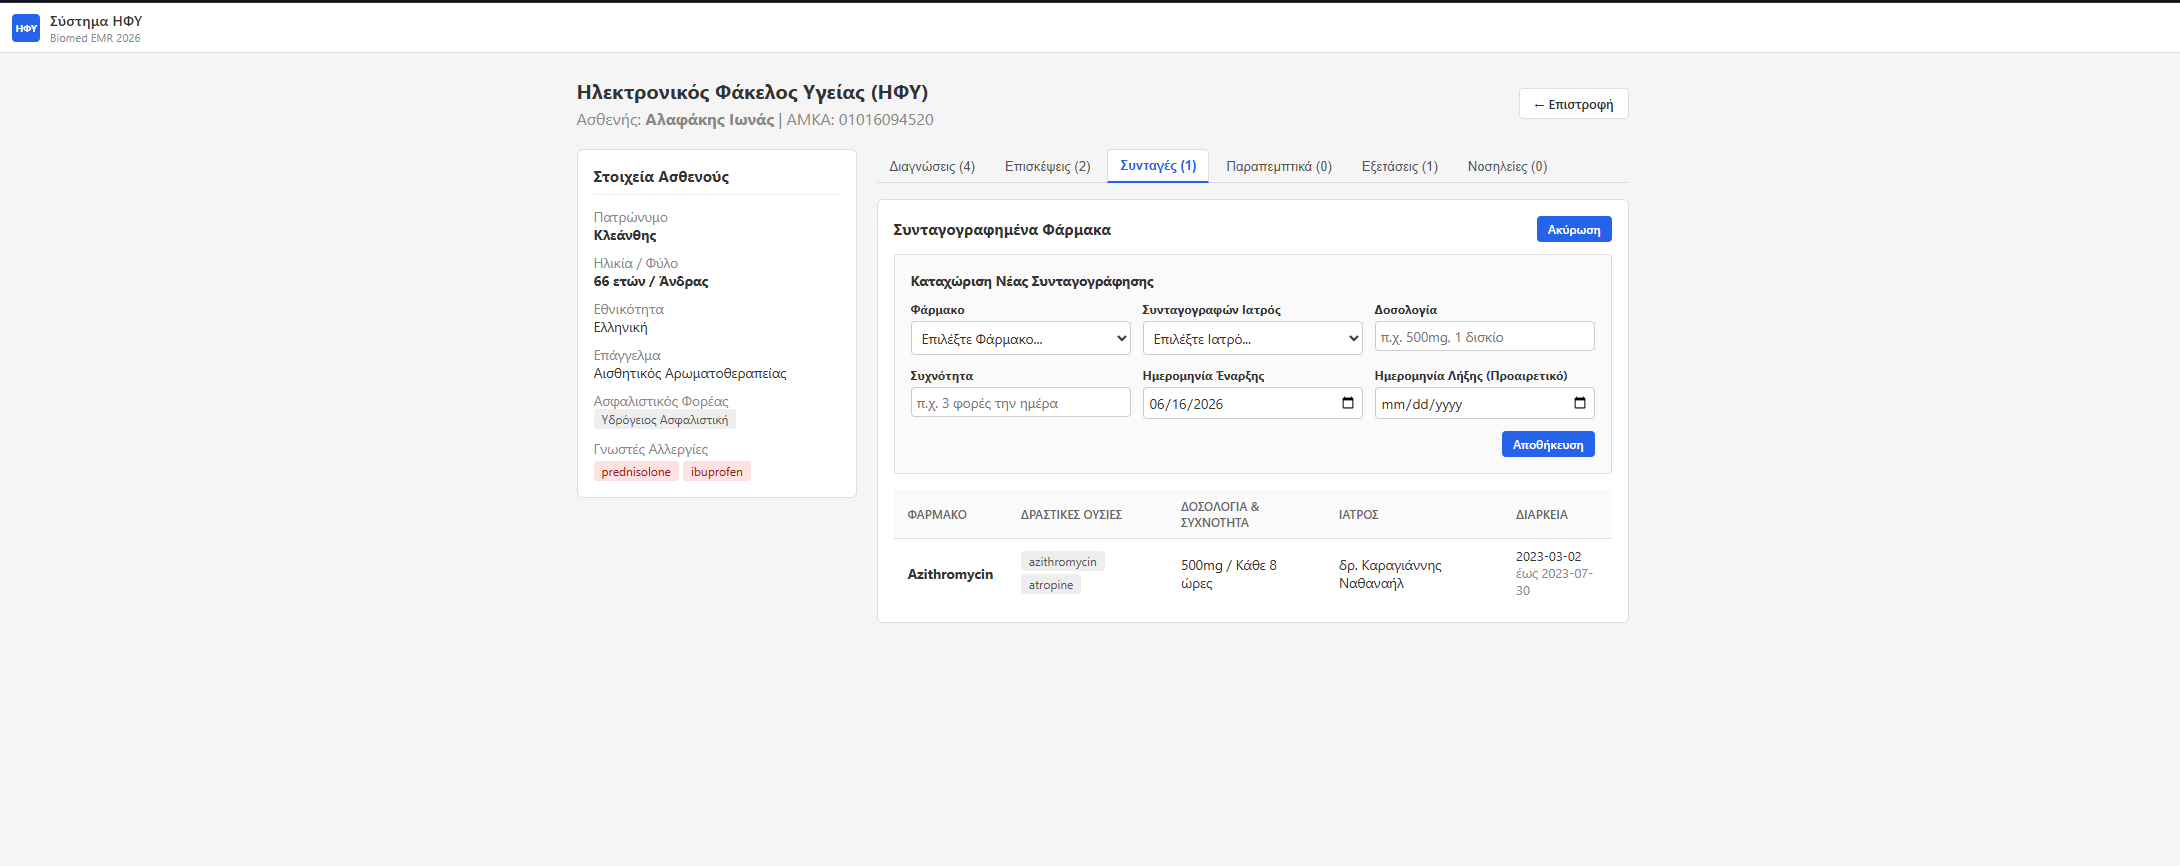 ΗΦΥ
Σύστημα ΗΦΥ
Biomed EMR 2026
Ηλεκτρονικός Φάκελος Υγείας (ΗΦΥ)
Ασθενής: Αλαφάκης Ιωνάς | ΑΜΚΑ: 01016094520
← Επιστροφή
Στοιχεία Ασθενούς
Πατρώνυμο
Κλεάνθης
Ηλικία / Φύλο
66 ετών / Άνδρας
Εθνικότητα
Ελληνική
Επάγγελμα
Αισθητικός Αρωματοθεραπείας
Ασφαλιστικός Φορέας
Υδρόγειος Ασφαλιστική
Γνωστές Αλλεργίες
prednisolone ibuprofen
Διαγνώσεις (4) Επισκέψεις (2) Συνταγές (1) Παραπεμπτικά (0) Εξετάσεις (1) Νοσηλείες (0)
Συνταγογραφημένα Φάρμακα
Ακύρωση
Καταχώριση Νέας Συνταγογράφησης
Φάρμακο Συνταγογραφών Ιατρός Δοσολογία
Επιλέξτε Φάρμακο... Επιλέξτε Ιατρό... π.χ. 500mg, 1 δισκίο
Συχνότητα Ημερομηνία Έναρξης Ημερομηνία Λήξης (Προαιρετικό)
π.χ. 3 φορές την ημέρα 06/16/2026 mm/dd/yyyy
Αποθήκευση
ΦΑΡΜΑΚΟ ΔΡΑΣΤΙΚΕΣ ΟΥΣΙΕΣ ΔΟΣΟΛΟΓΙΑ & ΣΥΧΝΟΤΗΤΑ ΙΑΤΡΟΣ ΔΙΑΡΚΕΙΑ
Azithromycin
azithromycin
atropine
500mg / Κάθε 8
ώρες
δρ. Καραγιάννης
Ναθαναήλ
2023-03-02
έως 2023-07-
30